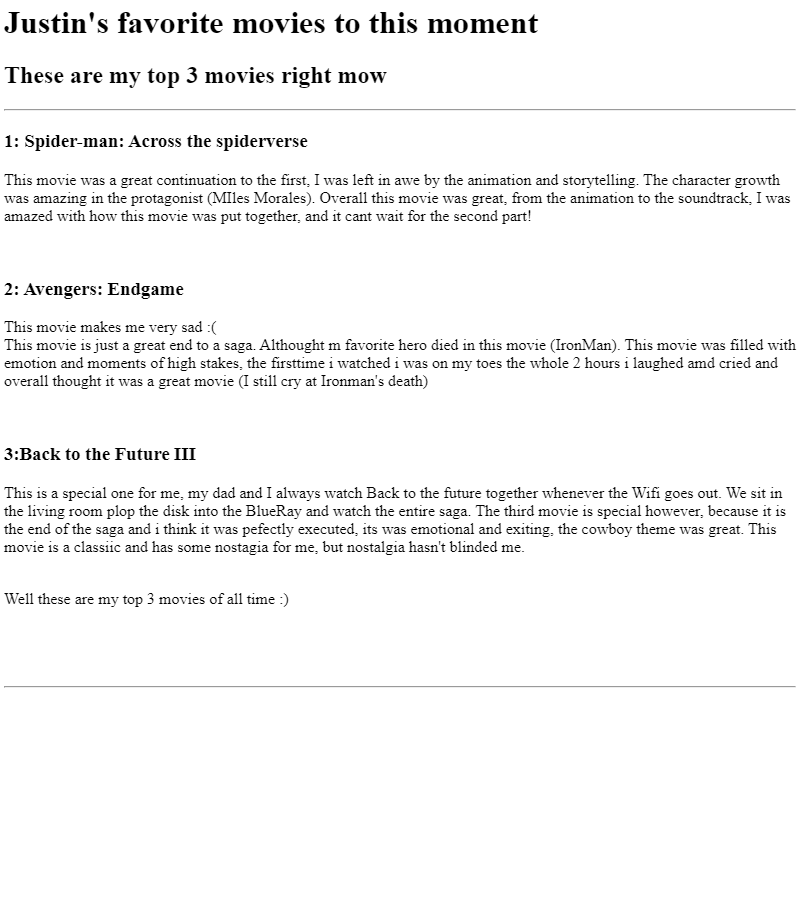 Justin's favorite movies to this moment
These are my top 3 movies right mow
1: Spider-man: Across the spiderverse
This movie was a great continuation to the first, I was left in awe by the animation and storytelling. The character growth
was amazing in the protagonist (MIles Morales). Overall this movie was great, from the animation to the soundtrack, I was
amazed with how this movie was put together, and it cant wait for the second part!
2: Avengers: Endgame
This movie makes me very sad :(
This movie is just a great end to a saga. Althought m favorite hero died in this movie (IronMan). This movie was filled with
emotion and moments of high stakes, the firsttime i watched i was on my toes the whole 2 hours i laughed amd cried and
overall thought it was a great movie (I still cry at Ironman's death)
3:Back to the Future III
This is a special one for me, my dad and I always watch Back to the future together whenever the Wifi goes out. We sit in
the living room plop the disk into the BlueRay and watch the entire saga. The third movie is special however, because it is
the end of the saga and i think it was pefectly executed, its was emotional and exiting, the cowboy theme was great. This
movie is a classiic and has some nostagia for me, but nostalgia hasn't blinded me.
Well these are my top 3 movies of all time :)